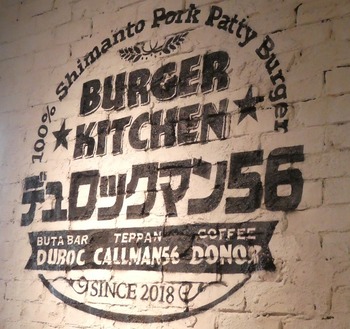 100% Shimanto Pork Patty Burger
BURGER
KITCHEN
デュロックマン56
BUTA BAR TEPPAN COFFEE
DUROC CALLMAN56 DONOR
SINCE 2018